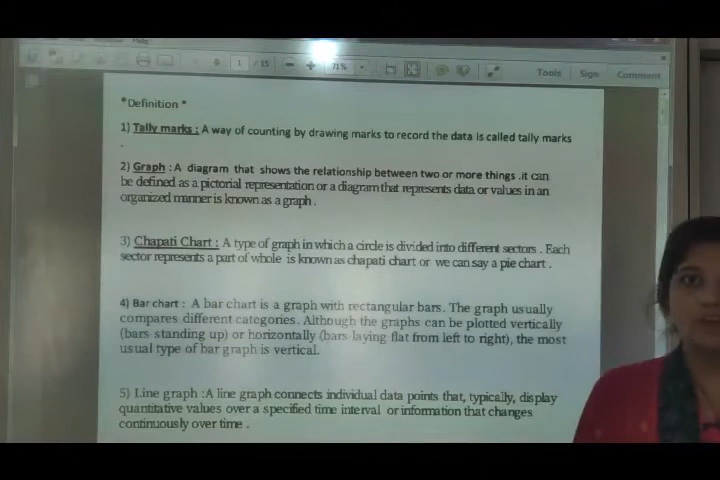 1 / 15 71% Tools Sign Comment
*Definition *
1) Tally marks : A way of counting by drawing marks to record the data is called tally marks
.
2) Graph : A diagram that shows the relationship between two or more things .it can
be defined as a pictorial representation or a diagram that represents data or values in an
organized manner is known as a graph .
3) Chapati Chart : A type of graph in which a circle is divided into different sectors . Each
sector represents a part of whole is known as chapati chart or we can say a pie chart .
4) Bar chart : A bar chart is a graph with rectangular bars. The graph usually
compares different categories. Although the graphs can be plotted vertically
(bars standing up) or horizontally (bars laying flat from left to right), the most
usual type of bar graph is vertical.
5) Line graph :A line graph connects individual data points that, typically, display
quantitative values over a specified time interval or information that changes
continuously over time .